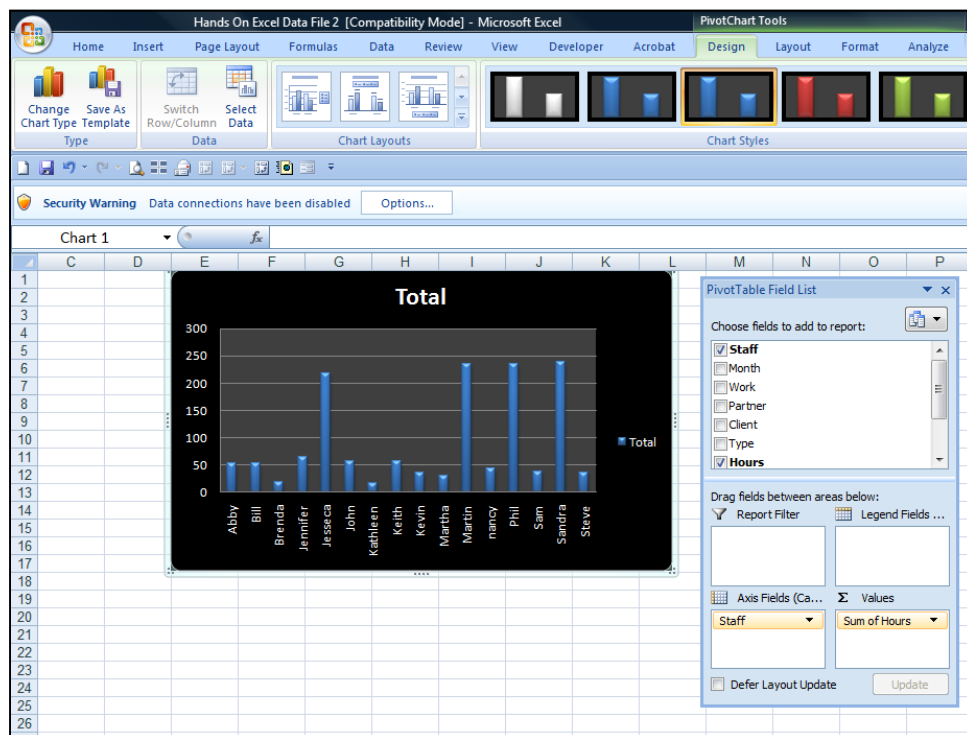 Hands On Excel Data File 2 [Compatibility Mode] - Microsoft Excel
PivotChart Tools
Home Insert Page Layout Formulas Data Review View Developer Acrobat Design Layout Format Analyze
Change Chart Type
Save As Template
Switch Row/Column
Select Data
Type Data Chart Layouts Chart Styles
Security Warning Data connections have been disabled Options...
Chart 1 fx
C D E F G H I J K L M N O P
1
2
3
4
5
6
7
8
9
10
11
12
13
14
15
16
17
18
19
20
21
22
23
24
25
26
Total
300
250
200
150
100
50
0
Abby
Bill
Brenda
Jennifer
Jesseca
John
Kathleen
Keith
Kevin
Martha
Martin
nancy
Phil
Sam
Sandra
Steve
Total
PivotTable Field List
Choose fields to add to report:
Staff
Month
Work
Partner
Client
Type
Hours
Drag fields between areas below:
Report Filter Legend Fields ...
Axis Fields (Ca... Σ Values
Staff Sum of Hours
Defer Layout Update Update